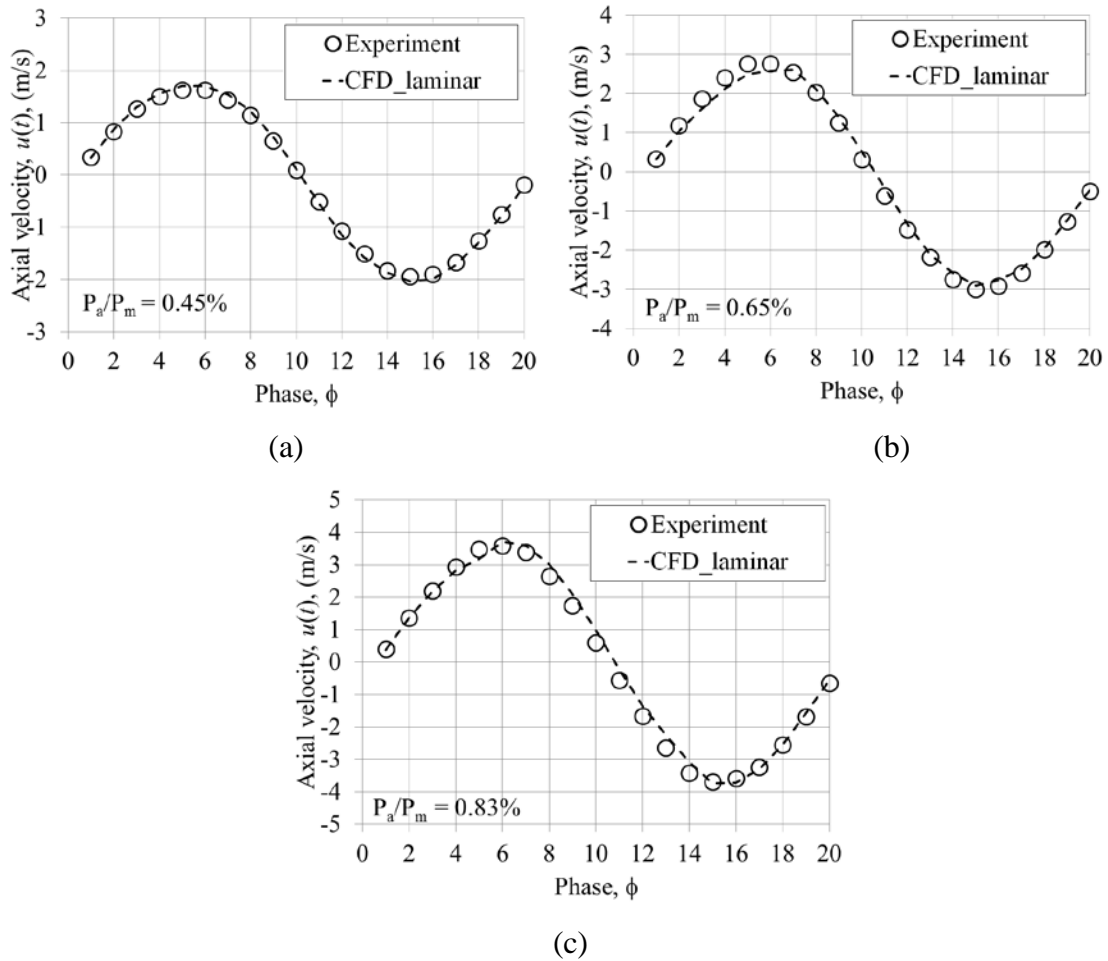 3
2
1
0
-1
-2
-3
Axial velocity, u(t), (m/s)
Experiment
CFD_laminar
Pa/Pm = 0.45%
0 2 4 6 8 10 12 14 16 18 20
Phase, ϕ
(a)
4
3
2
1
0
-1
-2
-3
-4
Axial velocity, u(t), (m/s)
Experiment
CFD_laminar
Pa/Pm = 0.65%
0 2 4 6 8 10 12 14 16 18 20
Phase, ϕ
(b)
5
4
3
2
1
0
-1
-2
-3
-4
-5
Axial velocity, u(t), (m/s)
Experiment
CFD_laminar
Pa/Pm = 0.83%
0 2 4 6 8 10 12 14 16 18 20
Phase, ϕ
(c)